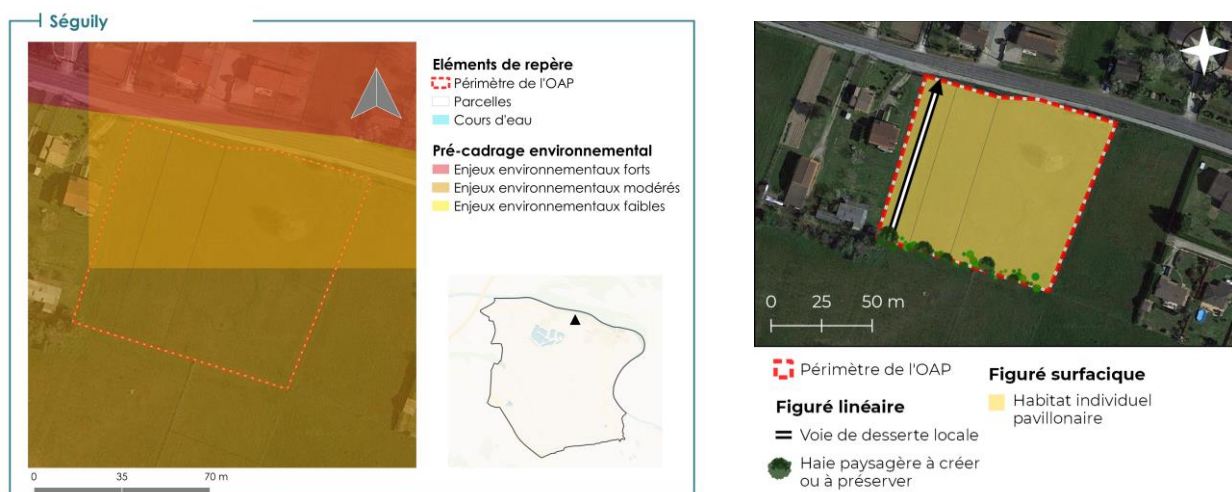 Séguily
Eléments de repère
Périmètre de l'OAP
Parcelles
Cours d'eau
Pré-cadrage environnemental
Enjeux environnementaux forts
Enjeux environnementaux modérés
Enjeux environnementaux faibles
0 35 70 m
0 25 50 m
Périmètre de l'OAP
Figuré linéaire
Voie de desserte locale
Haie paysagère à créer
ou à préserver
Figuré surfacique
Habitat individuel
pavillonaire